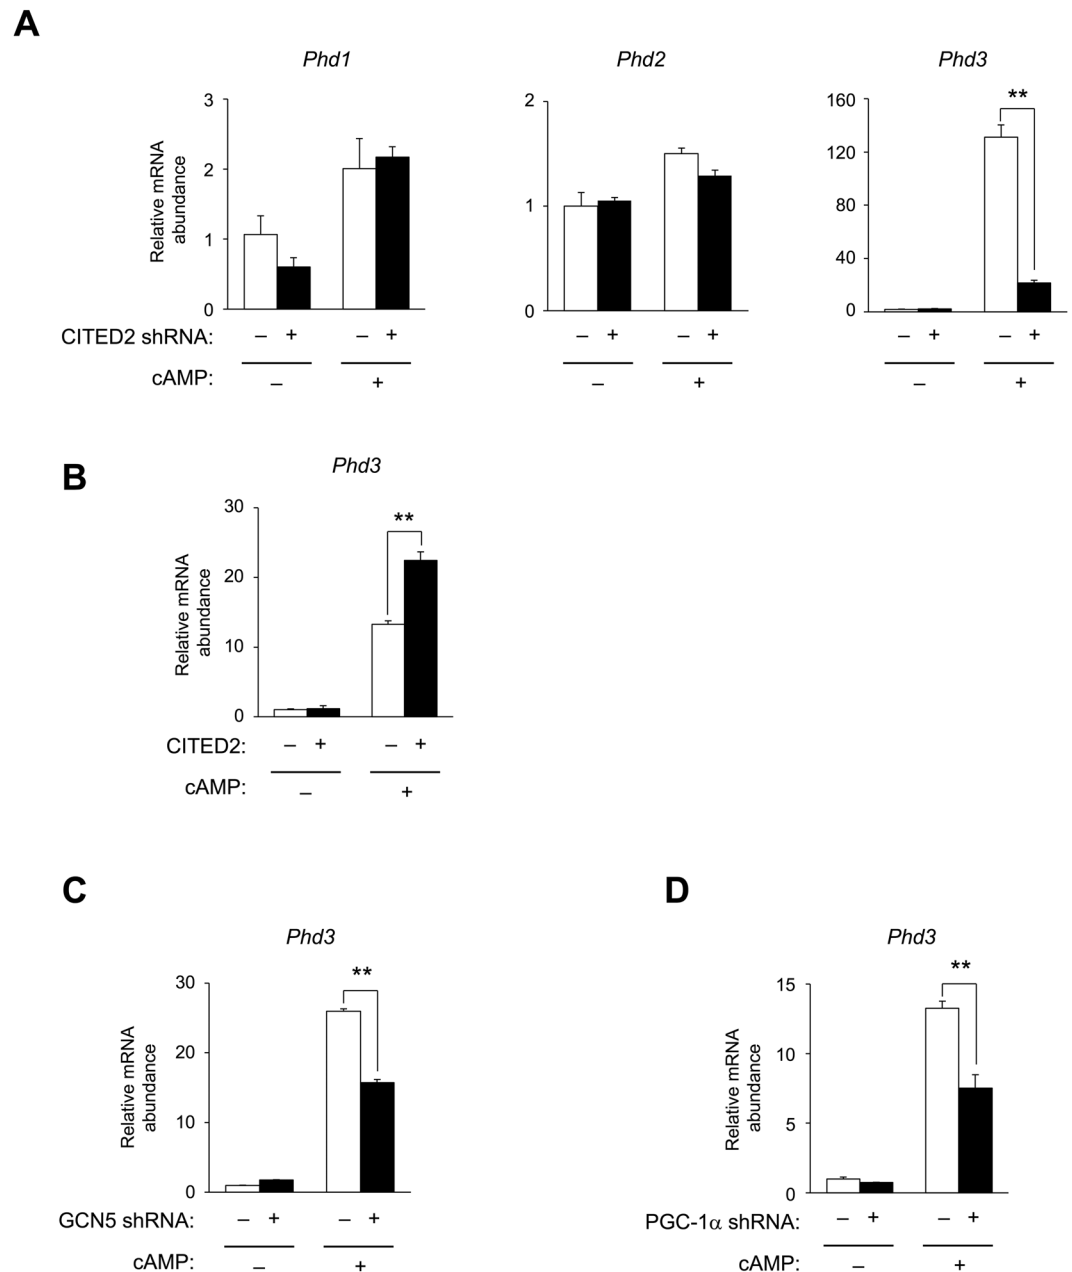 A
Phd1
Phd2
Phd3
Relative mRNA
abundance
3
2
1
0
2
1
0
160
120
80
40
0
**
CITED2 shRNA: – + – + – + – + – + – +
cAMP: – + – + – +
B
Phd3
Relative mRNA
abundance
30
20
10
0
**
CITED2: – + – +
cAMP: – +
C
Phd3
Relative mRNA
abundance
30
20
10
0
**
GCN5 shRNA: – + – +
cAMP: – +
D
Phd3
Relative mRNA
abundance
15
10
5
0
**
PGC-1α shRNA: – + – +
cAMP: – +